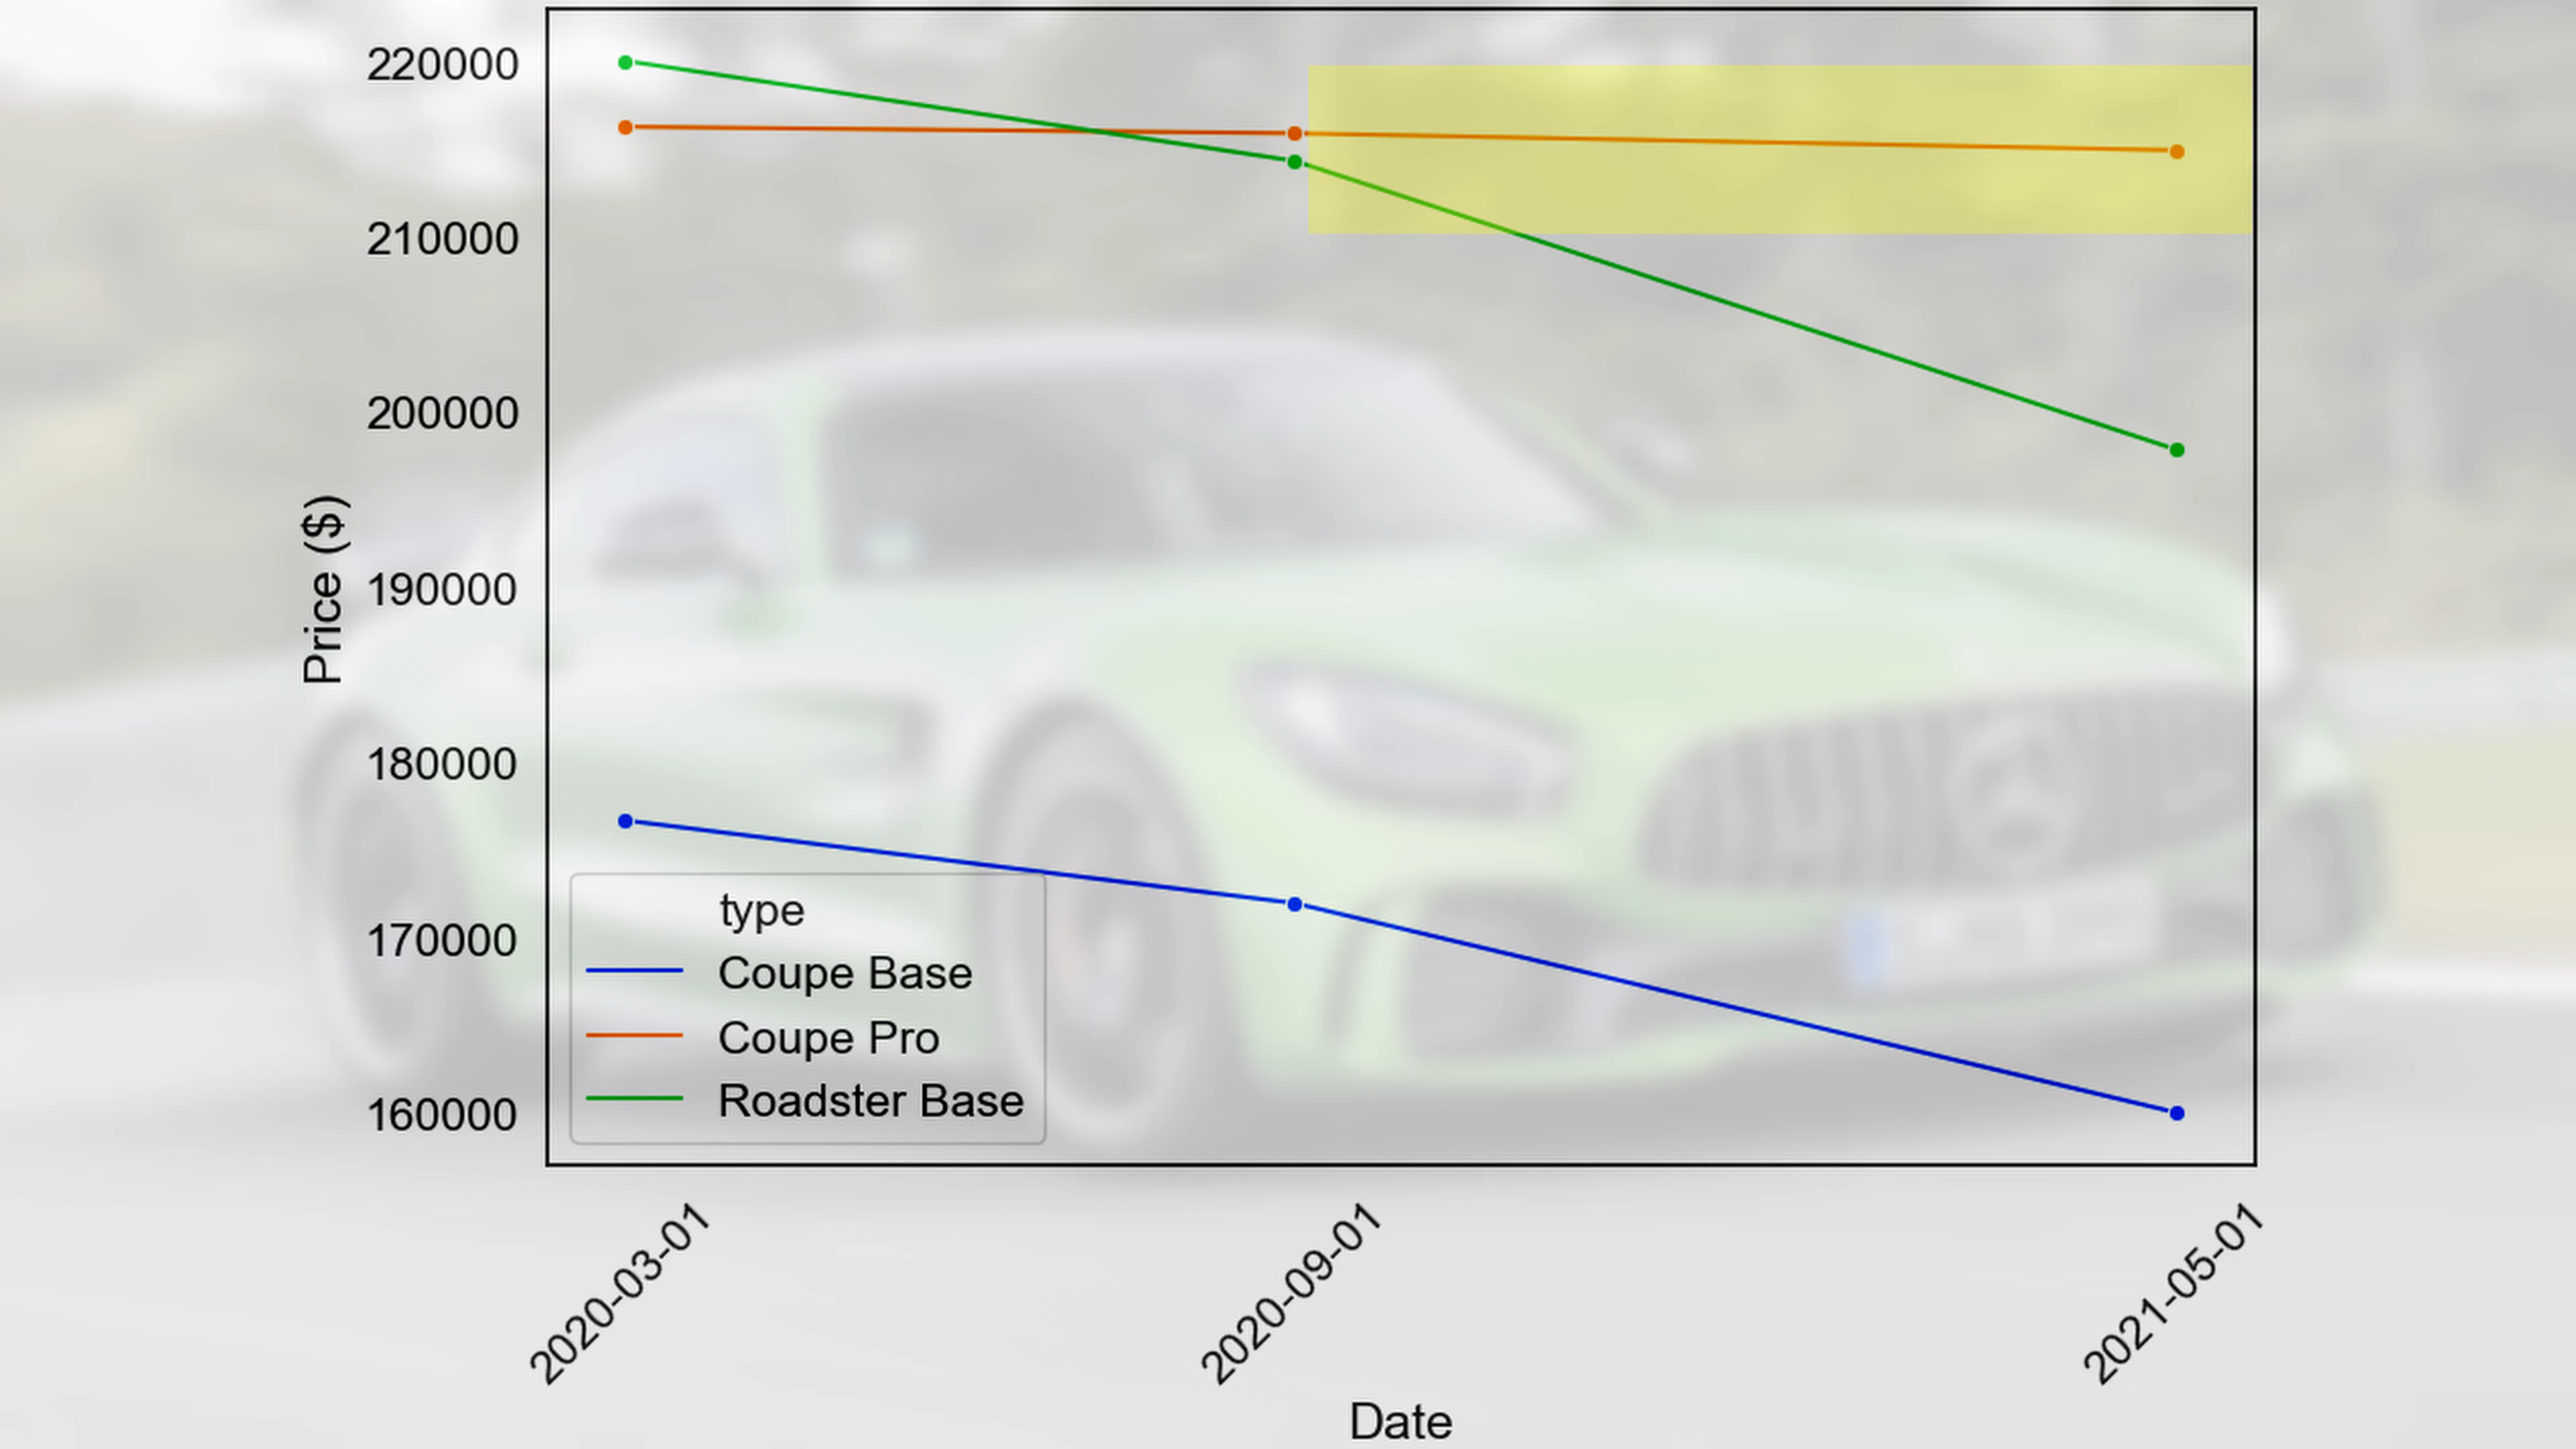 220000
210000
200000
190000
180000
170000
160000
Price ($)
type
Coupe Base
Coupe Pro
Roadster Base
2020-03-01
2020-09-01
2021-05-01
Date